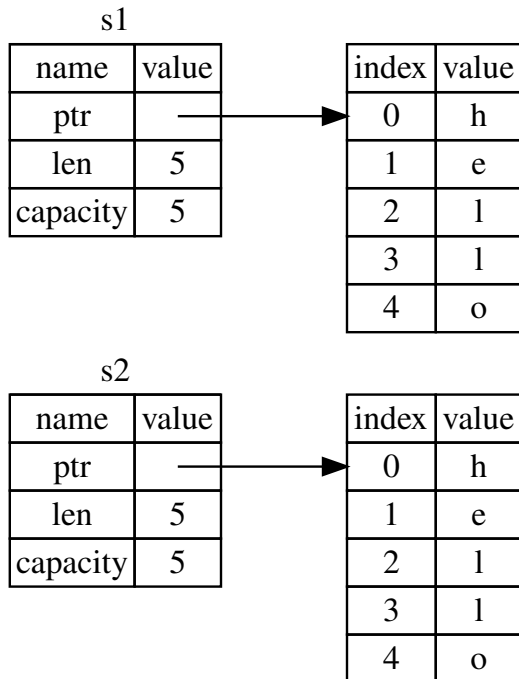 s1
name value
ptr
len 5
capacity 5
index value
0 h
1 e
2 l
3 l
4 o
s2
name value
ptr
len 5
capacity 5
index value
0 h
1 e
2 l
3 l
4 o